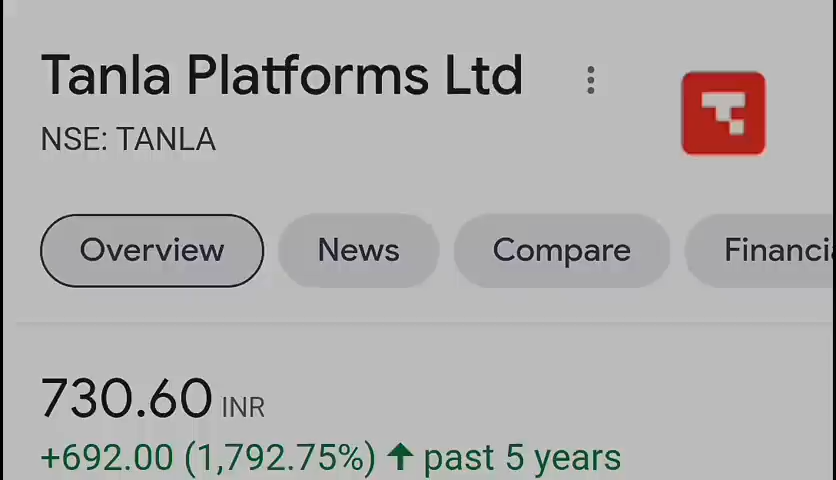 Tanla Platforms Ltd
NSE: TANLA
Overview News Compare
730.60 INR
+692.00 (1,792.75%) ↑ past 5 years